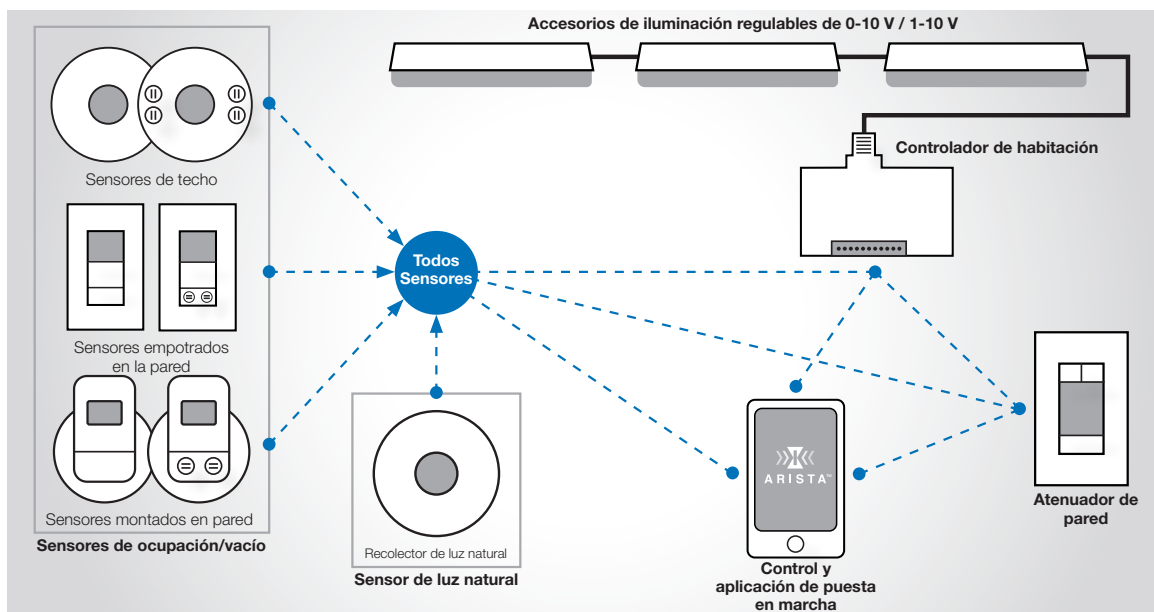 Accesorios de iluminación regulables de 0-10 V / 1-10 V
Controlador de habitación
Sensores de techo
Todos
Sensores
Sensores empotrados
en la pared
ARISTA™
Sensores montados en pared
Sensores de ocupación/vacío
Recolector de luz natural
Sensor de luz natural
Control y
aplicación de puesta
en marcha
Atenuador de
pared